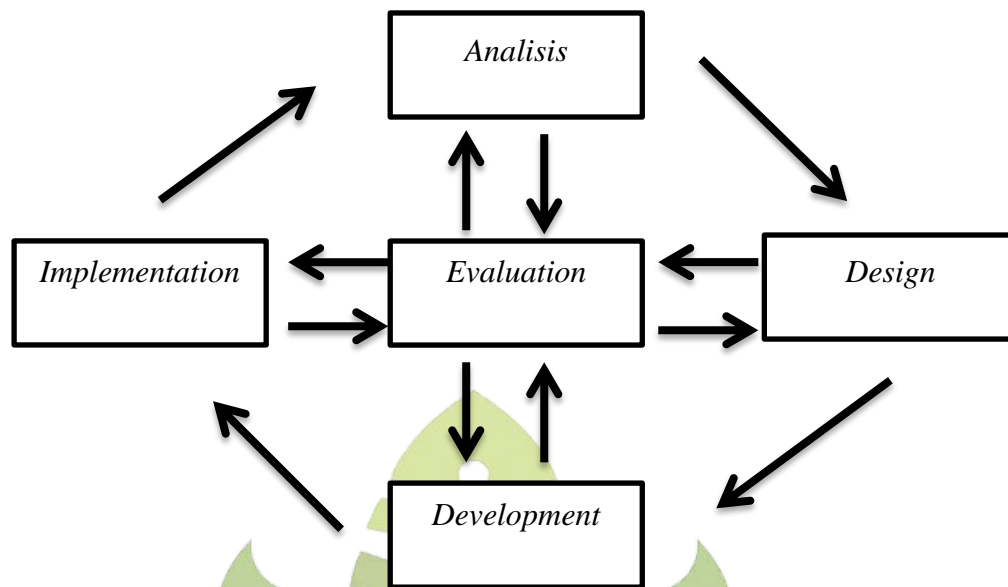 Analisis
Implementation
Evaluation
Design
Development